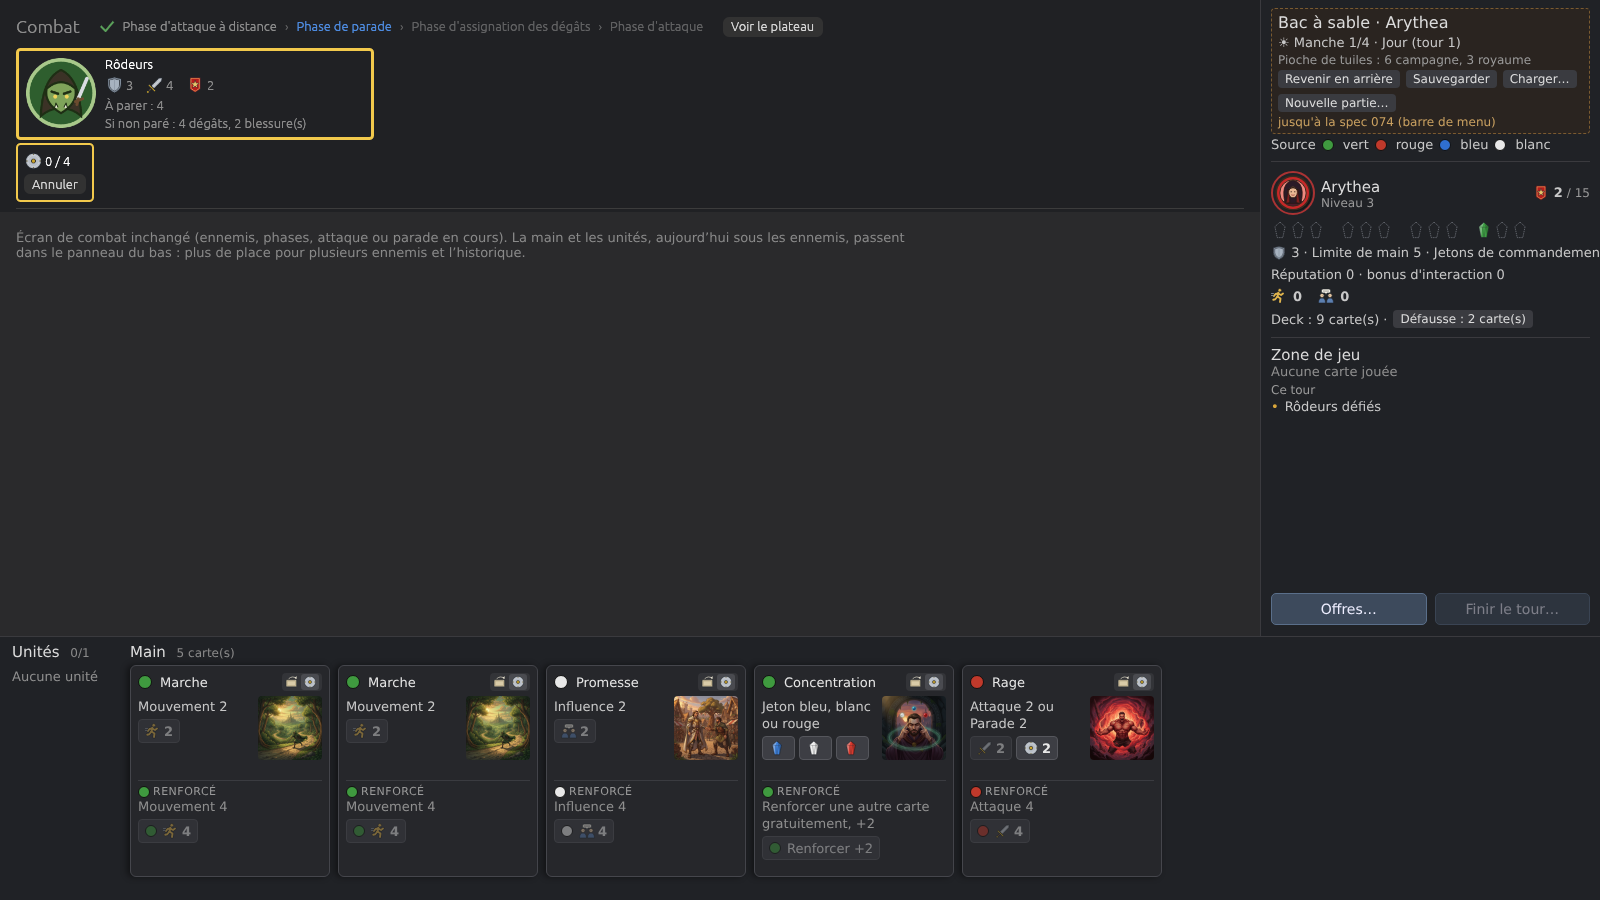 Combat
Phase d'attaque à distance › Phase de parade › Phase d'assignation des dégâts › Phase d'attaque
Voir le plateau
Rôdeurs
3 4 2
À parer : 4
Si non paré : 4 dégâts, 2 blessure(s)
0 / 4
Annuler
Écran de combat inchangé (ennemis, phases, attaque ou parade en cours). La main et les unités, aujourd’hui sous les ennemis, passent
dans le panneau du bas : plus de place pour plusieurs ennemis et l’historique.
Bac à sable · Arythea
Manche 1/4 · Jour (tour 1)
Pioche de tuiles : 6 campagne, 3 royaume
Revenir en arrière Sauvegarder Charger…
Nouvelle partie…
jusqu'à la spec 074 (barre de menu)
Source vert rouge bleu blanc
Arythea
Niveau 3
2 / 15
3 · Limite de main 5 · Jetons de commandemen
Réputation 0 · bonus d'interaction 0
0 0
Deck : 9 carte(s) · Défausse : 2 carte(s)
Zone de jeu
Aucune carte jouée
Ce tour
• Rôdeurs défiés
Offres… Finir le tour…
Unités 0/1
Aucune unité
Main 5 carte(s)
Marche
Mouvement 2
2
RENFORCÉ
Mouvement 4
4
Marche
Mouvement 2
2
RENFORCÉ
Mouvement 4
4
Promesse
Influence 2
2
RENFORCÉ
Influence 4
4
Concentration
Jeton bleu, blanc
ou rouge
RENFORCÉ
Renforcer une autre carte
gratuitement, +2
Renforcer +2
Rage
Attaque 2 ou
Parade 2
2 2
RENFORCÉ
Attaque 4
4